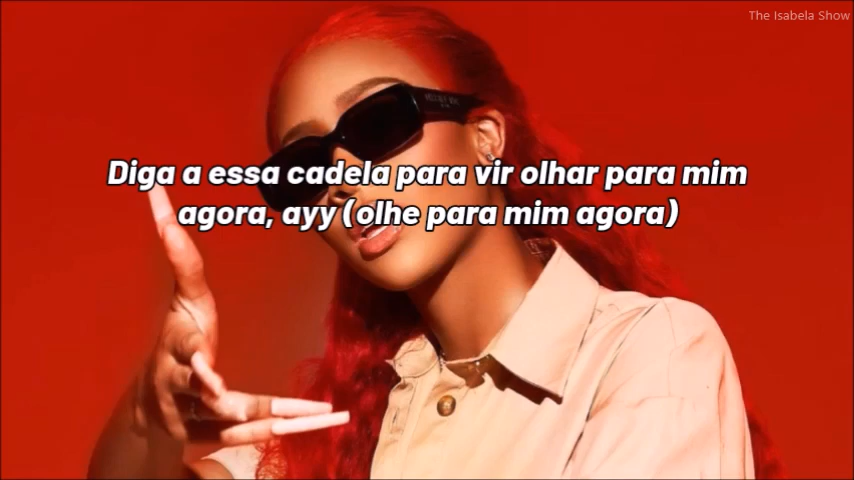 The Isabela Show
Diga a essa cadela para vir olhar para mim
agora, ayy (olhe para mim agora)